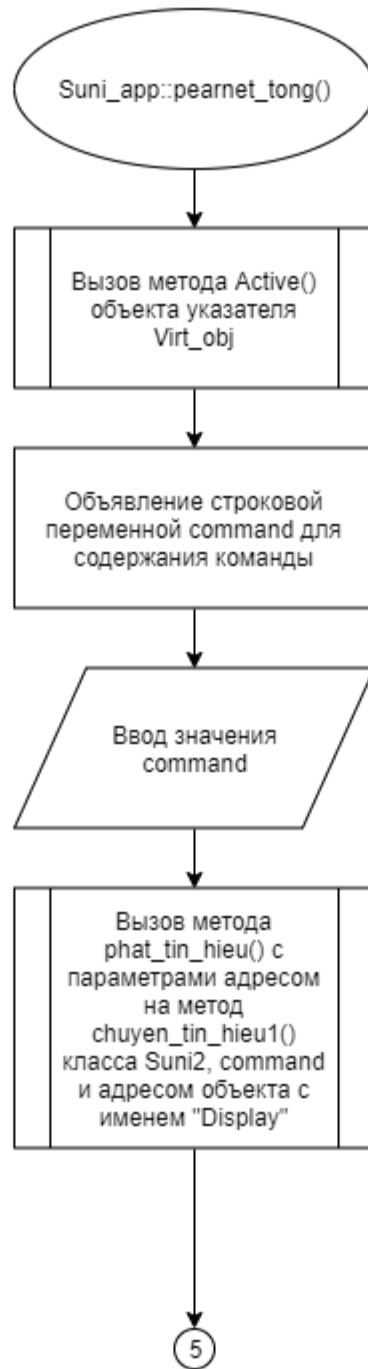 Suni_app::pearnet_tong()
Вызов метода Active()
объекта указателя
Virt_obj
Объявление строковой
переменной command для
содержания команды
Ввод значения
command
Вызов метода
phat_tin_hieu() с
параметрами адресом
на метод
chuyen_tin_hieu1()
класса Suni2, command
и адресом объекта с
именем "Display"
5